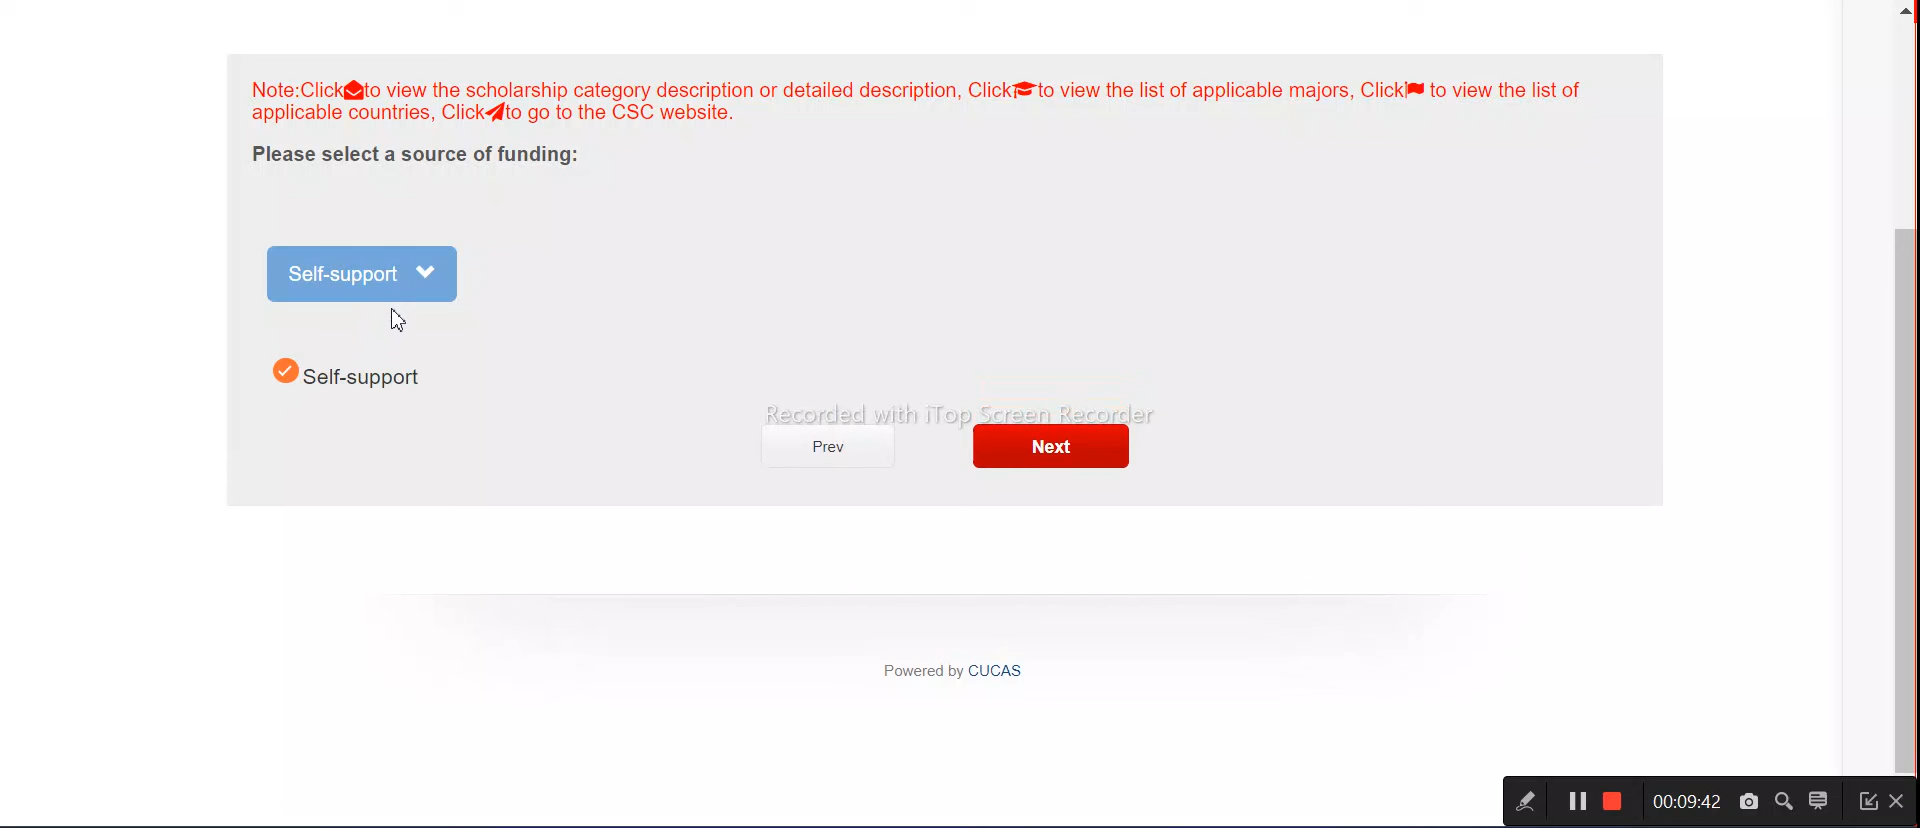 Note:Click to view the scholarship category description or detailed description, Click to view the list of applicable majors, Click to view the list of
applicable countries, Click to go to the CSC website.
Please select a source of funding:
Self-support
Self-support
Recorded with iTop Screen Recorder
Prev Next
Powered by CUCAS
00:09:42